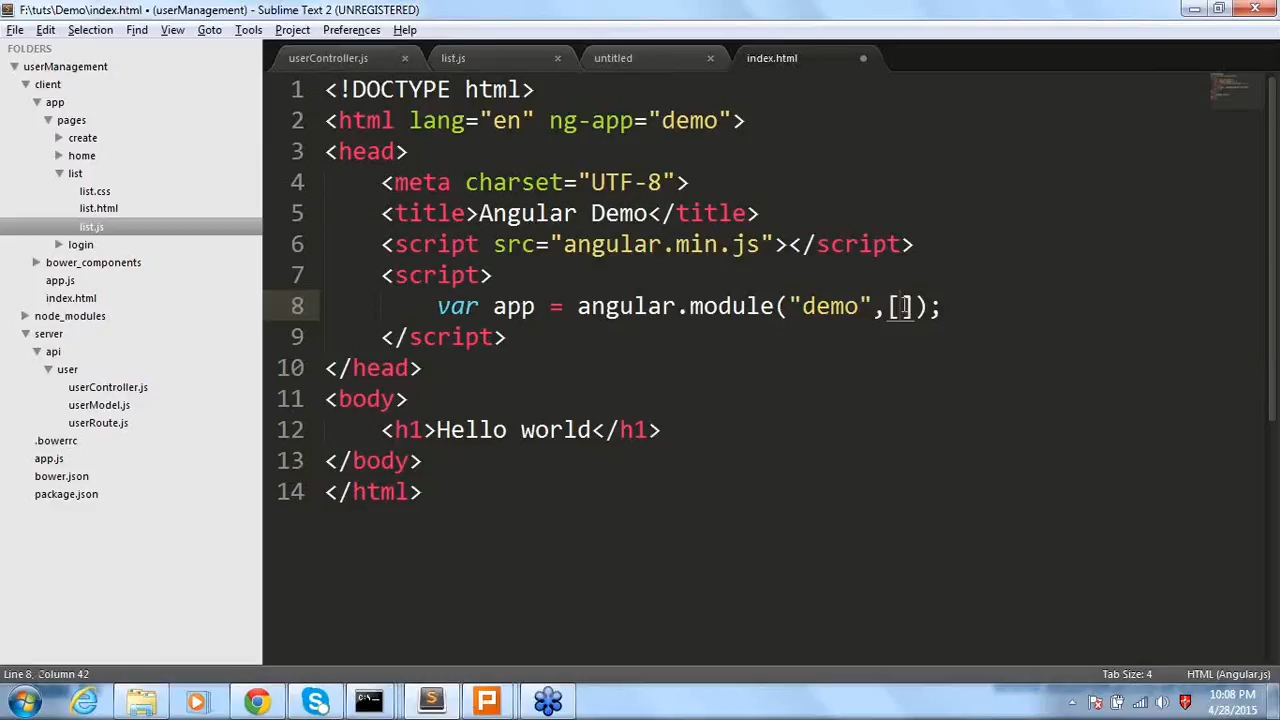 F:\tuts\Demo\index.html • (userManagement) - Sublime Text 2 (UNREGISTERED)
File Edit Selection Find View Goto Tools Project Preferences Help
FOLDERS
userManagement
client
app
pages
create
home
list
list.css
list.html
list.js
login
bower_components
app.js
index.html
node_modules
server
api
user
userController.js
userModel.js
userRoute.js
.bowerrc
app.js
bower.json
package.json
userController.js × list.js × untitled × index.html
1 <!DOCTYPE html>
2 <html lang="en" ng-app="demo">
3 <head>
4 <meta charset="UTF-8">
5 <title>Angular Demo</title>
6 <script src="angular.min.js"></script>
7 <script>
8 var app = angular.module("demo",[]);
9 </script>
10 </head>
11 <body>
12 <h1>Hello world</h1>
13 </body>
14 </html>
Line 8, Column 42 Tab Size: 4 HTML (Angular.js)
10:08 PM
4/28/2015